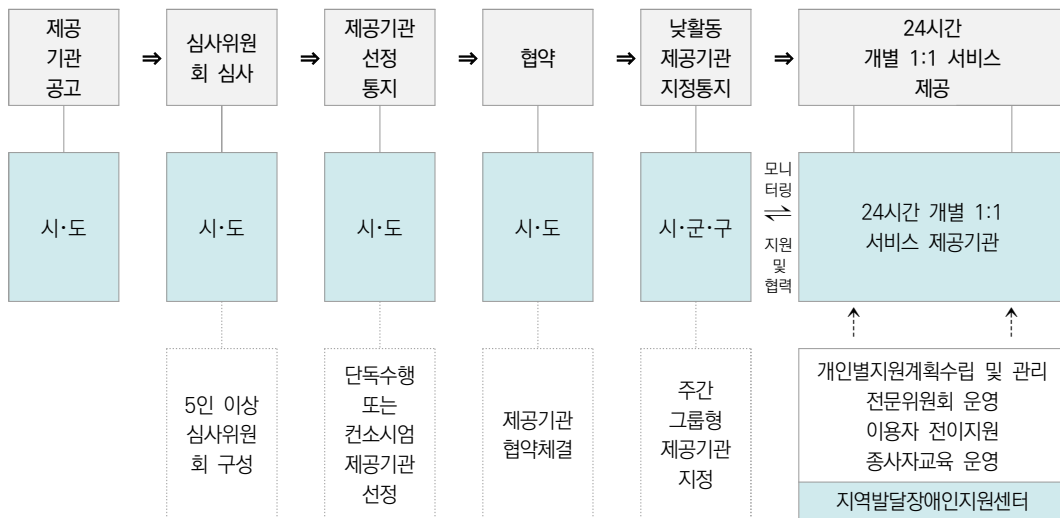 제공
기관
공고
⇒
심사위원
회 심사
⇒
제공기관
선정
통지
⇒
협약
⇒
낮활동
제공기관
지정통지
⇒
24시간
개별 1:1 서비스
제공
시·도
시·도
시·도
시·도
시·군·구
모니
터링
⇌
지원
및
협력
24시간 개별 1:1
서비스 제공기관
5인 이상
심사위원
회 구성
단독수행
또는
컨소시엄
제공기관
선정
제공기관
협약체결
주간
그룹형
제공기관
지정
개인별지원계획수립 및 관리
전문위원회 운영
이용자 전이지원
종사자교육 운영
지역발달장애인지원센터